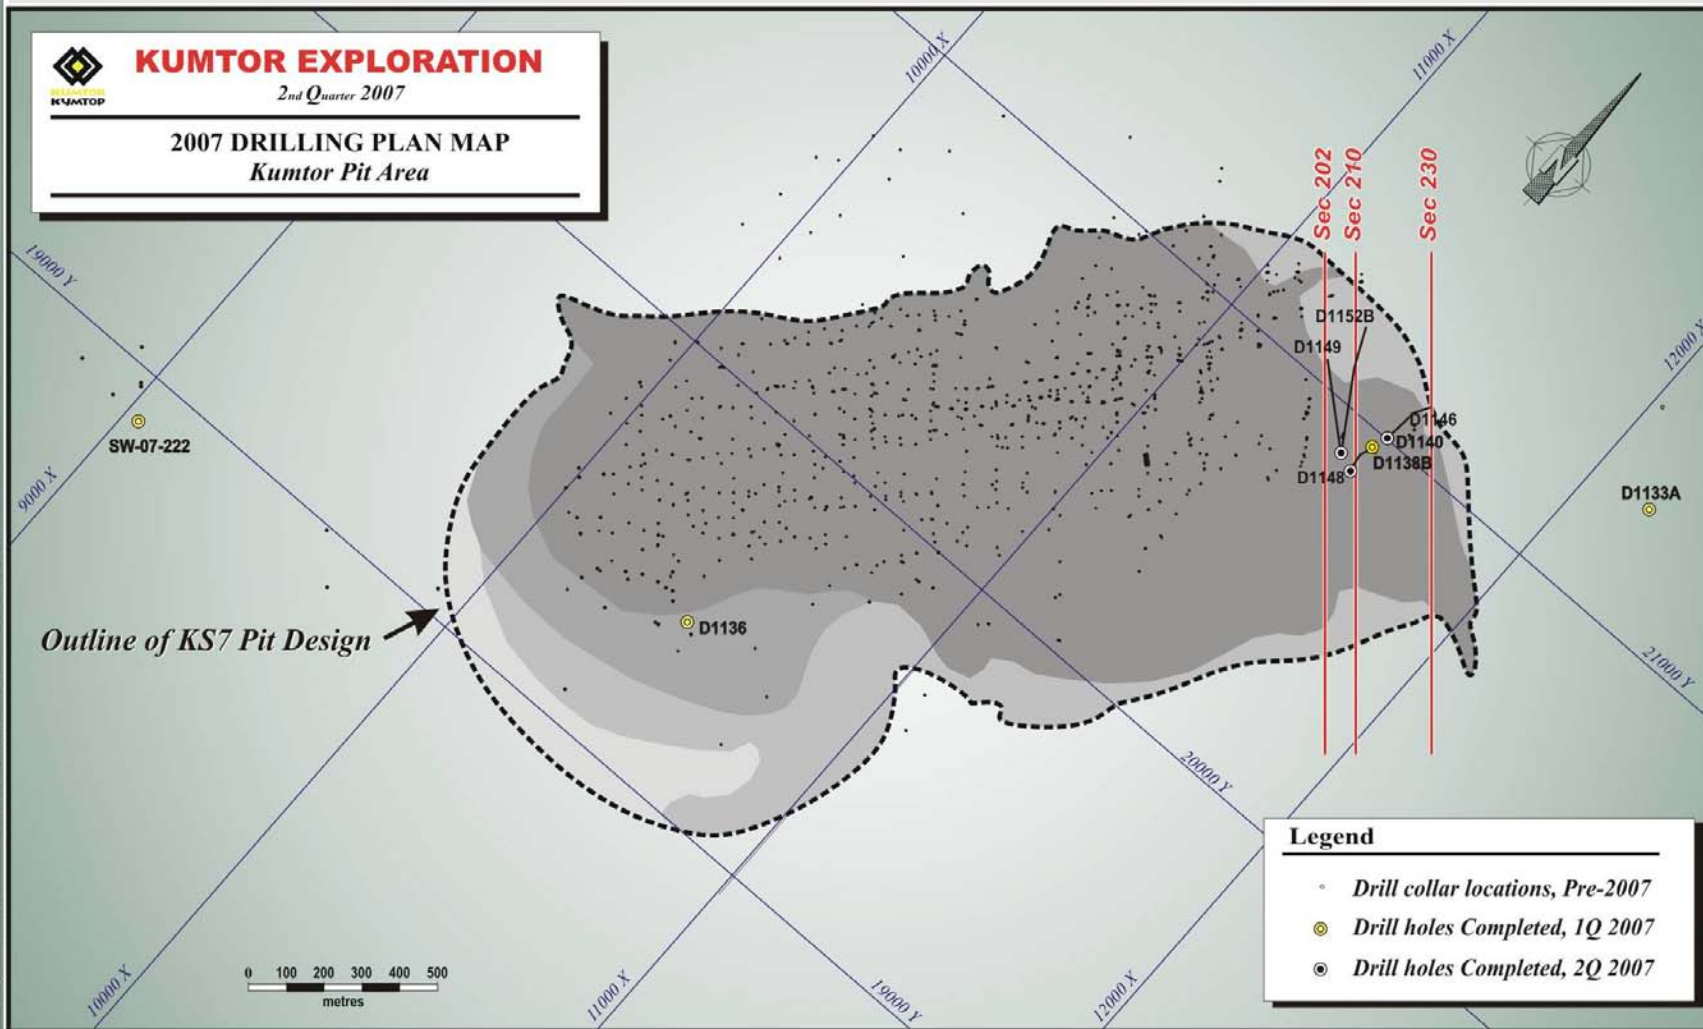 KUMTOR EXPLORATION
2nd Quarter 2007
KUMTOR
КУМТОР
2007 DRILLING PLAN MAP
Kumtor Pit Area
10000 X
11000 X
Sec 202
Sec 210
Sec 230
19000 Y
D1152B
D1149
12000 X
D1146
SW-07-222
D1140
D1138B
D1148
9000 X
D1133A
Outline of KS7 Pit Design
D1136
21000 Y
20000 Y
Legend
Drill collar locations, Pre-2007
Drill holes Completed, 1Q 2007
Drill holes Completed, 2Q 2007
0 100 200 300 400 500
metres
10000 X
11000 X
19000 Y
12000 X